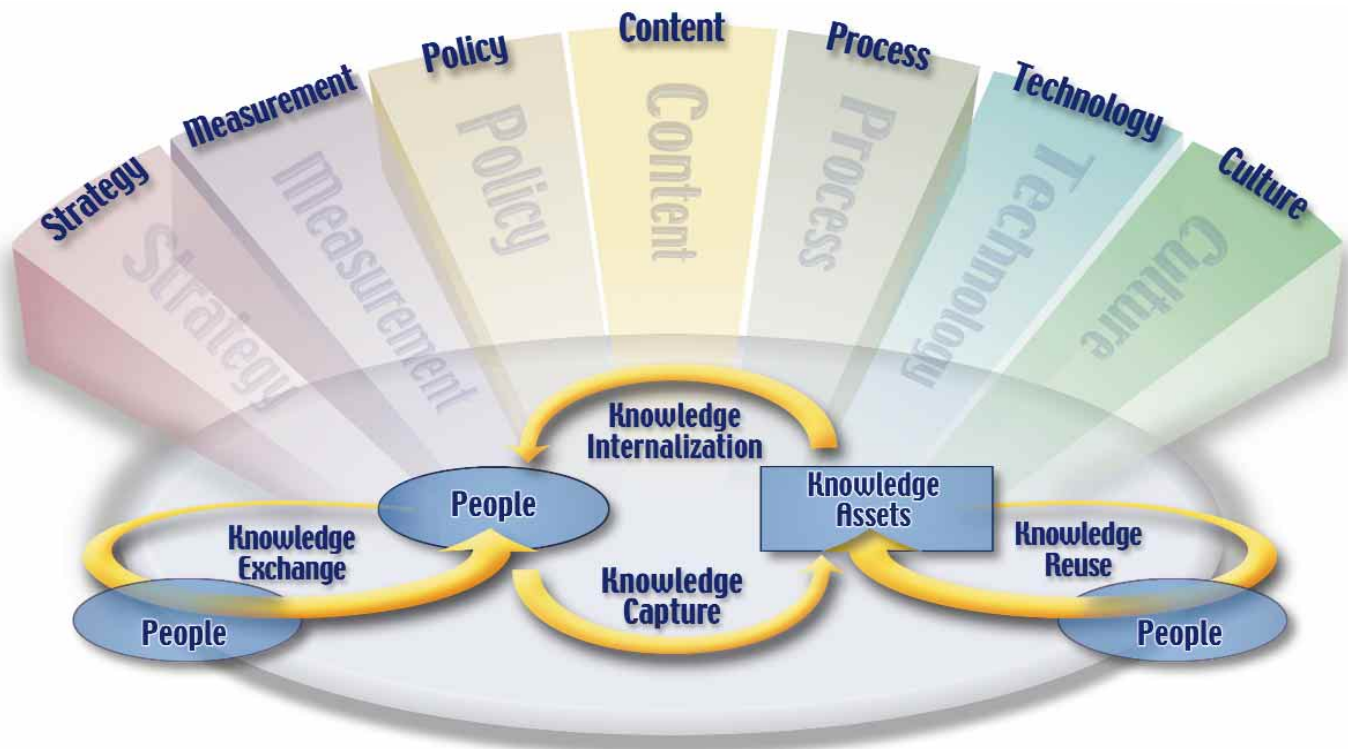 Strategy
Measurement
Policy
Content
Process
Technology
Culture
Strategy
Measurement
Policy
Content
Process
Technology
Culture
Knowledge
Internalization
People
Knowledge
Assets
Knowledge
Exchange
Knowledge
Reuse
Knowledge
Capture
People
People